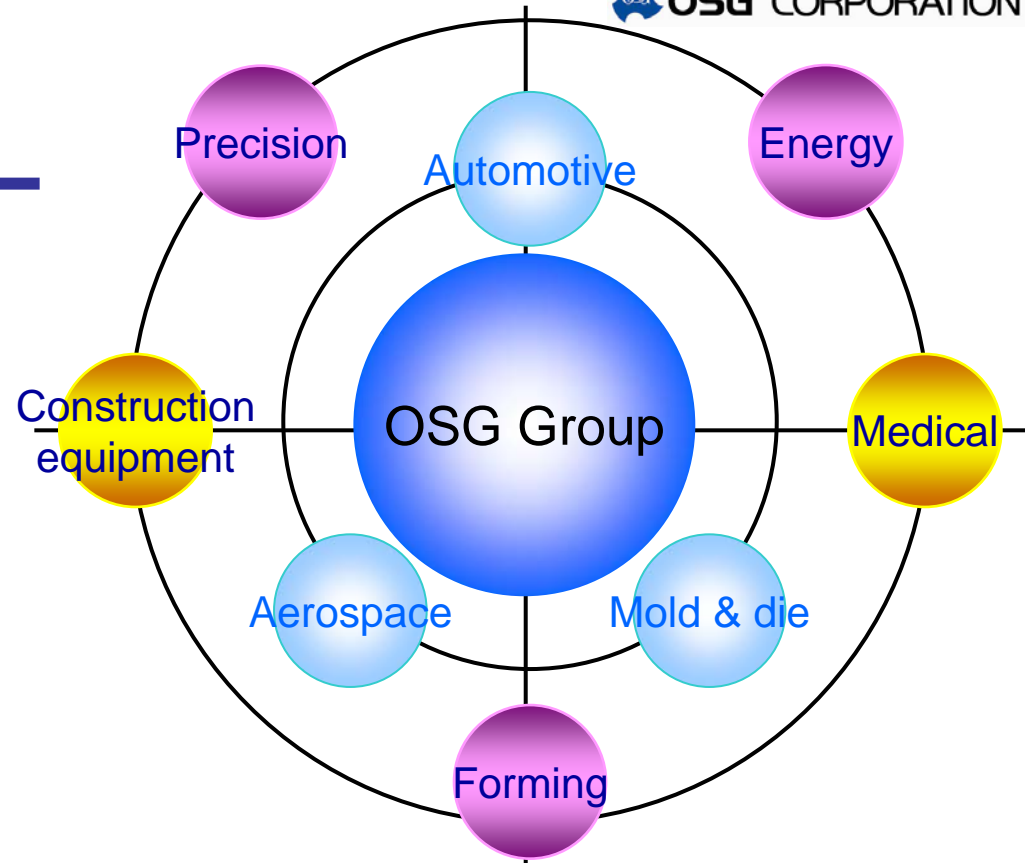 OSG CORPORATION
Precision
Energy
Automotive
Construction
equipment
OSG Group
Medical
Aerospace
Mold & die
Forming